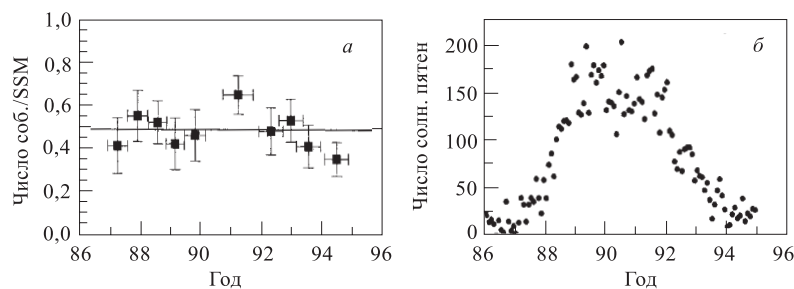 Число соб./SSM
1,0
0,8
0,6
0,4
0,2
0,0
а
86 88 90 92 94 96
Год
Число солн. пятен
200
150
100
50
0
б
86 88 90 92 94 96
Год